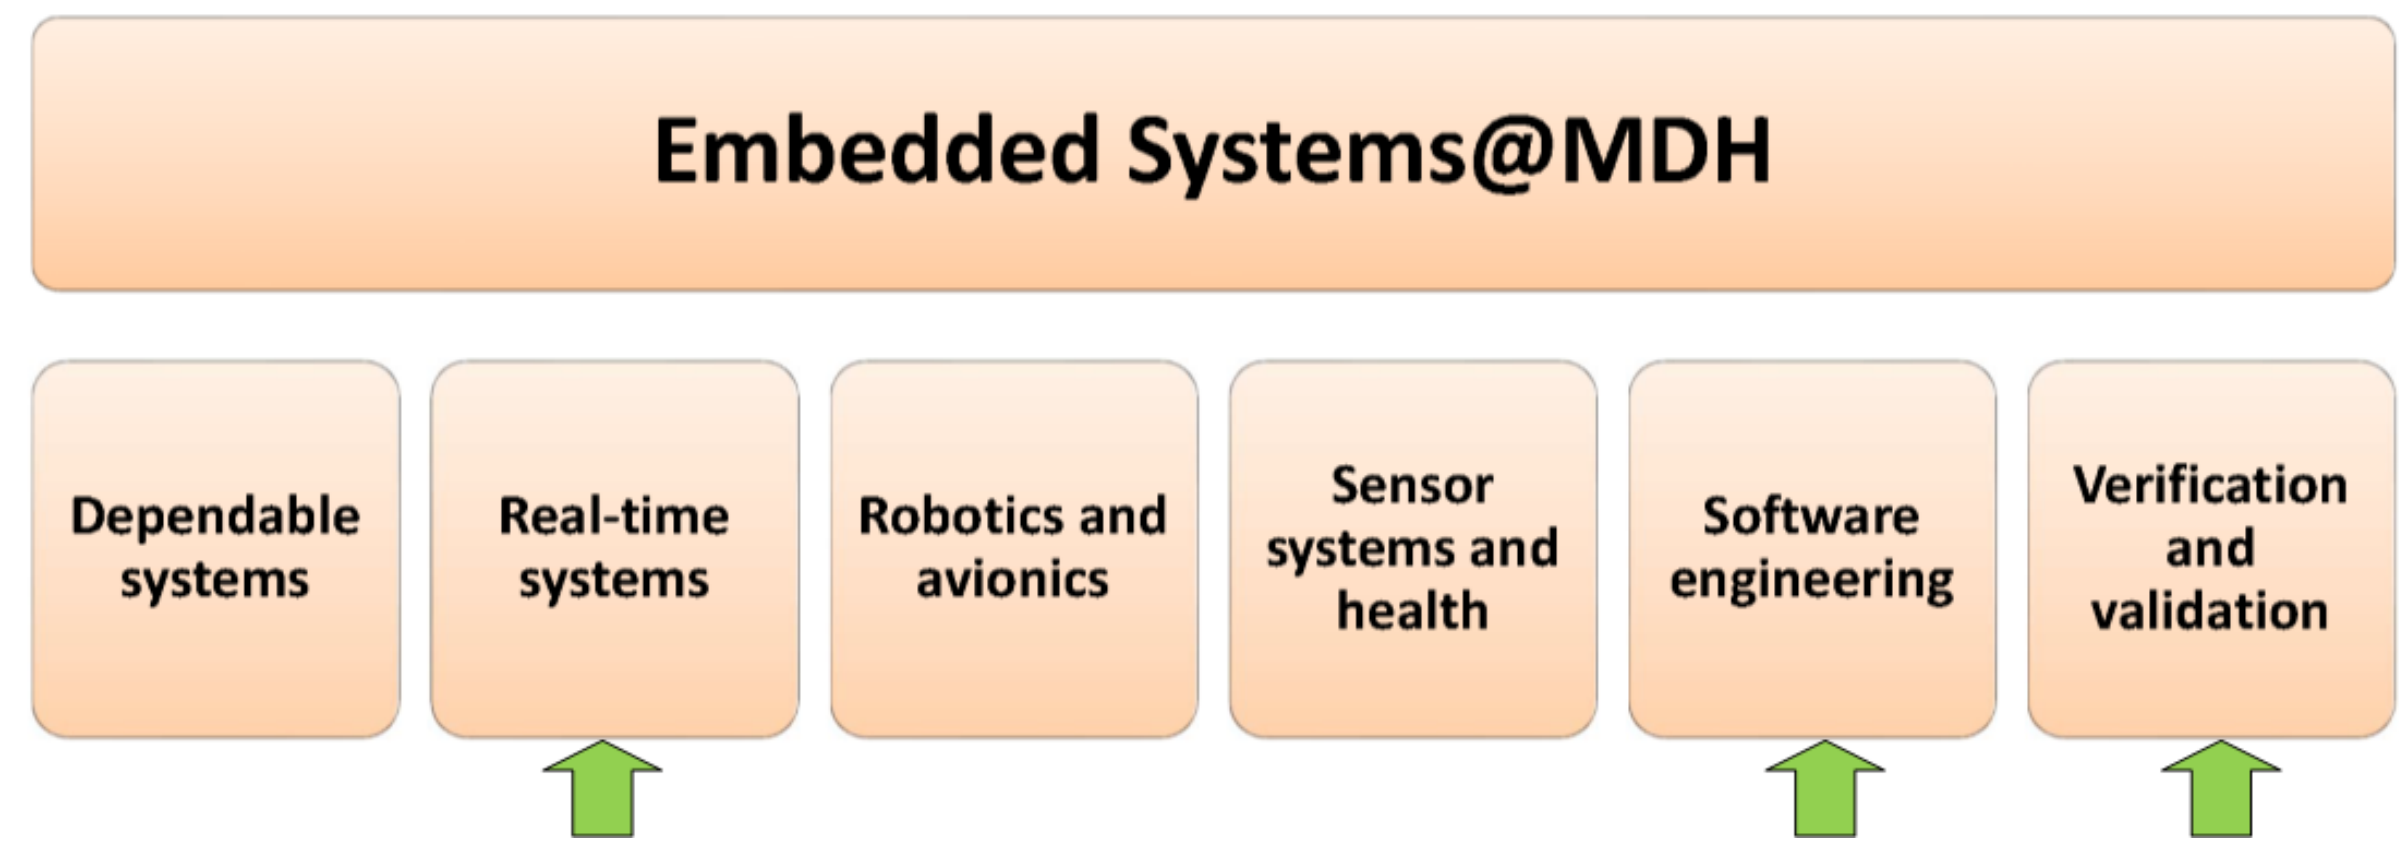 Embedded Systems@MDH
Dependable
systems
Real-time
systems
Robotics and
avionics
Sensor
systems and
health
Software
engineering
Verification
and
validation